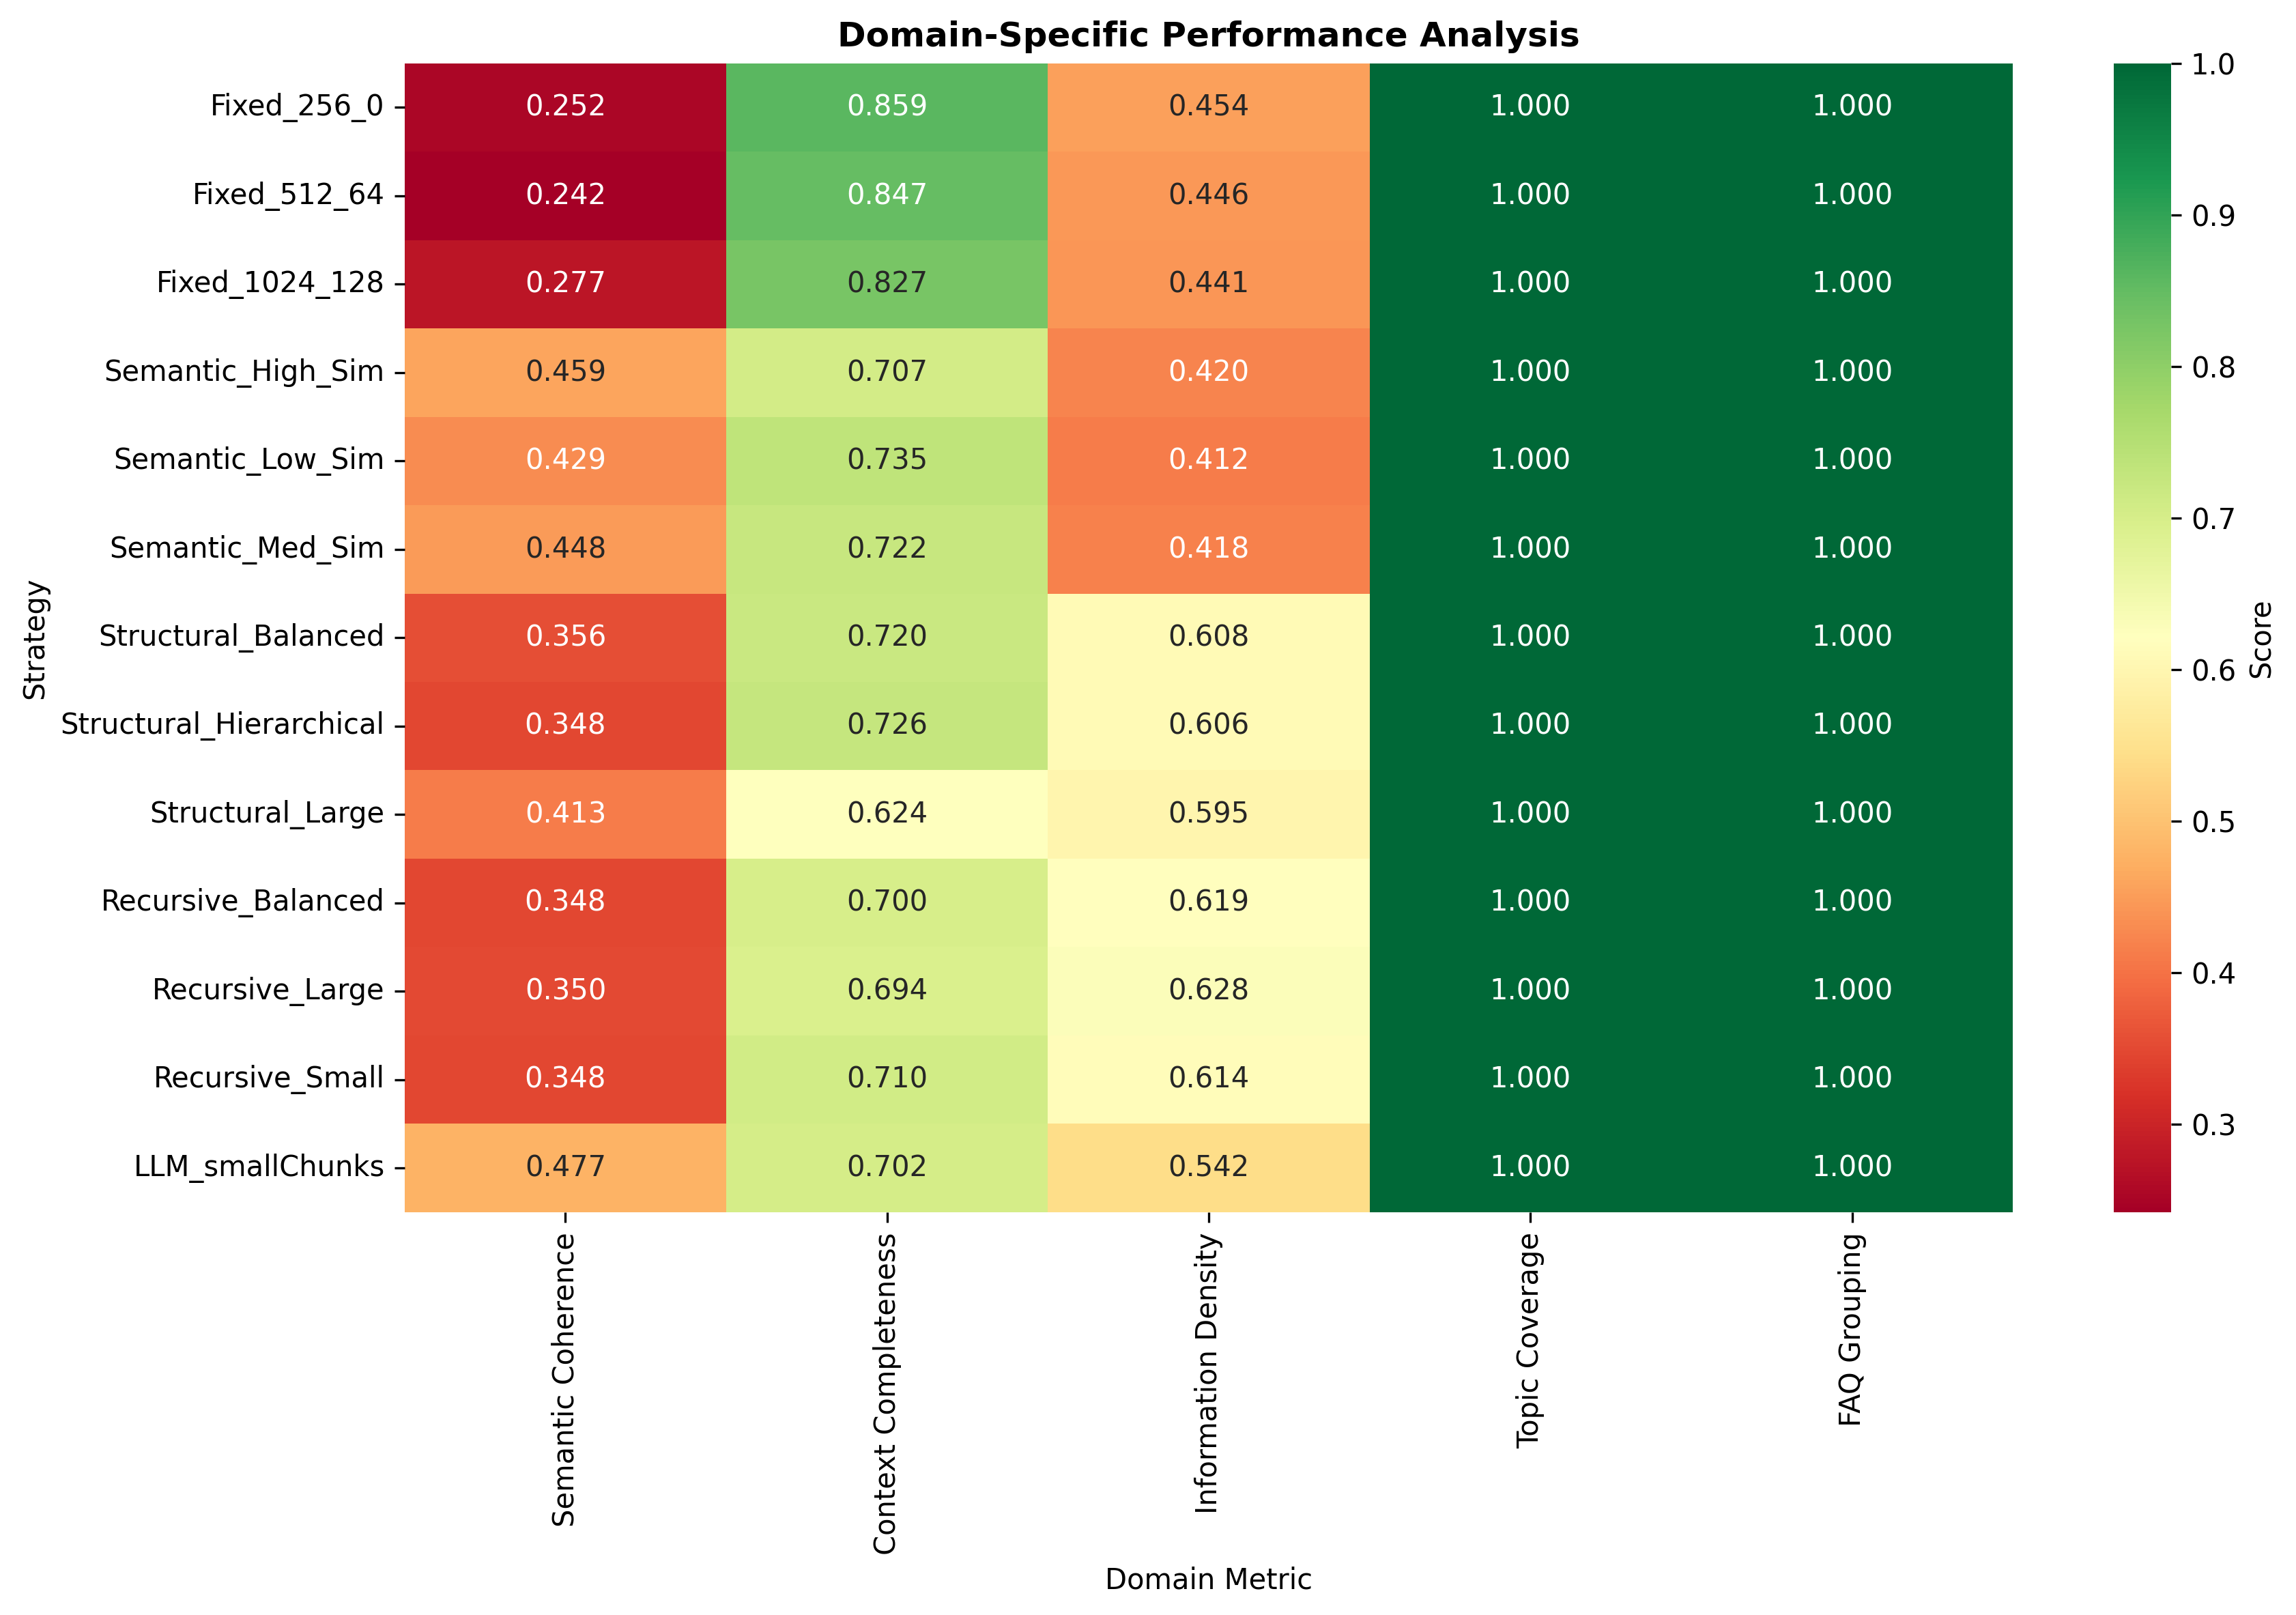 Domain-Specific Performance Analysis
Strategy
Fixed_256_0 0.252 0.859 0.454 1.000 1.000
Fixed_512_64 0.242 0.847 0.446 1.000 1.000
Fixed_1024_128 0.277 0.827 0.441 1.000 1.000
Semantic_High_Sim 0.459 0.707 0.420 1.000 1.000
Semantic_Low_Sim 0.429 0.735 0.412 1.000 1.000
Semantic_Med_Sim 0.448 0.722 0.418 1.000 1.000
Structural_Balanced 0.356 0.720 0.608 1.000 1.000
Structural_Hierarchical 0.348 0.726 0.606 1.000 1.000
Structural_Large 0.413 0.624 0.595 1.000 1.000
Recursive_Balanced 0.348 0.700 0.619 1.000 1.000
Recursive_Large 0.350 0.694 0.628 1.000 1.000
Recursive_Small 0.348 0.710 0.614 1.000 1.000
LLM_smallChunks 0.477 0.702 0.542 1.000 1.000
Semantic Coherence
Context Completeness
Information Density
Topic Coverage
FAQ Grouping
Domain Metric
1.0
0.9
0.8
0.7
0.6
0.5
0.4
0.3
Score